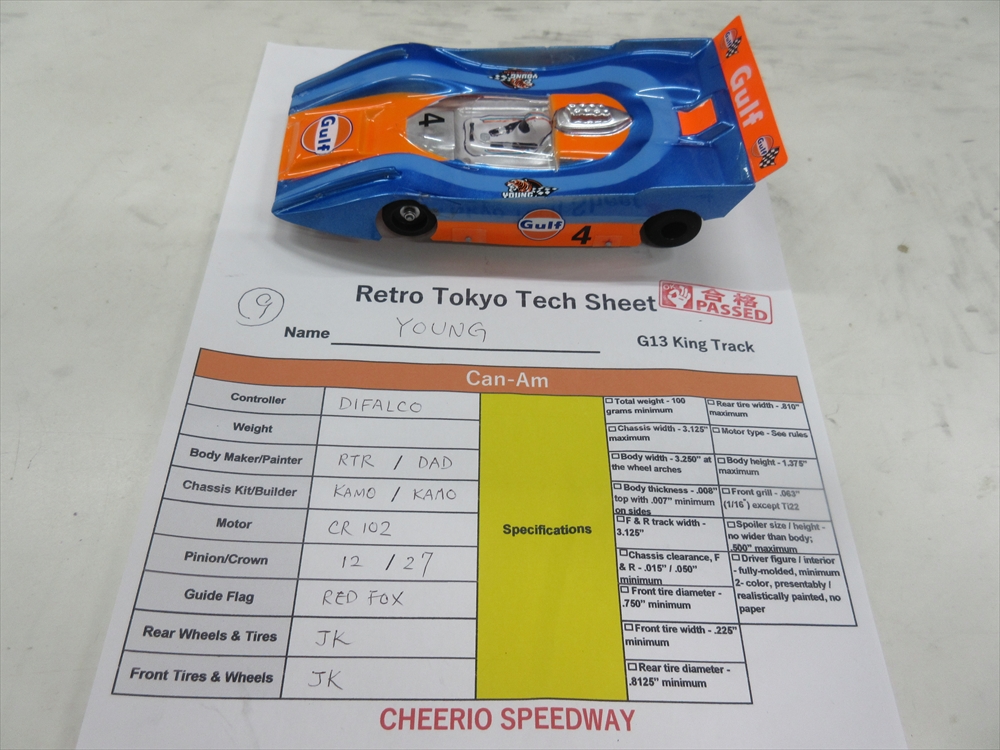 Gulf
4
YOUNG
YOUNG
Gulf
4
Gulf
Gulf
Gulf
9
Retro Tokyo Tech Sheet
OK
合格
PASSED
Name YOUNG
G13 King Track
Can-Am
Controller DIFALCO
Weight
Body Maker/Painter RTR / DAD
Chassis Kit/Builder KAMO / KAMO
Motor CR 102
Pinion/Crown 12 / 27
Guide Flag RED FOX
Rear Wheels & Tires JK
Front Tires & Wheels JK
Specifications
Total weight - 100
grams minimum
Rear tire width - .810"
maximum
Chassis width - 3.125"
maximum
Motor type - See rules
Body width - 3.250" at
the wheel arches
Body height - 1.375"
maximum
Body thickness - .008"
top with .007" minimum
on sides
Front grill - .063"
(1/16") except Ti22
F & R track width -
3.125"
Spoiler size / height -
no wider than body;
.500" maximum
Chassis clearance, F
& R - .015" / .050"
minimum
Driver figure / interior
- fully-molded, minimum
2- color, presentably /
realistically painted, no
paper
Front tire diameter -
.750" minimum
Front tire width - .225"
minimum
Rear tire diameter -
.8125" minimum
CHEERIO SPEEDWAY